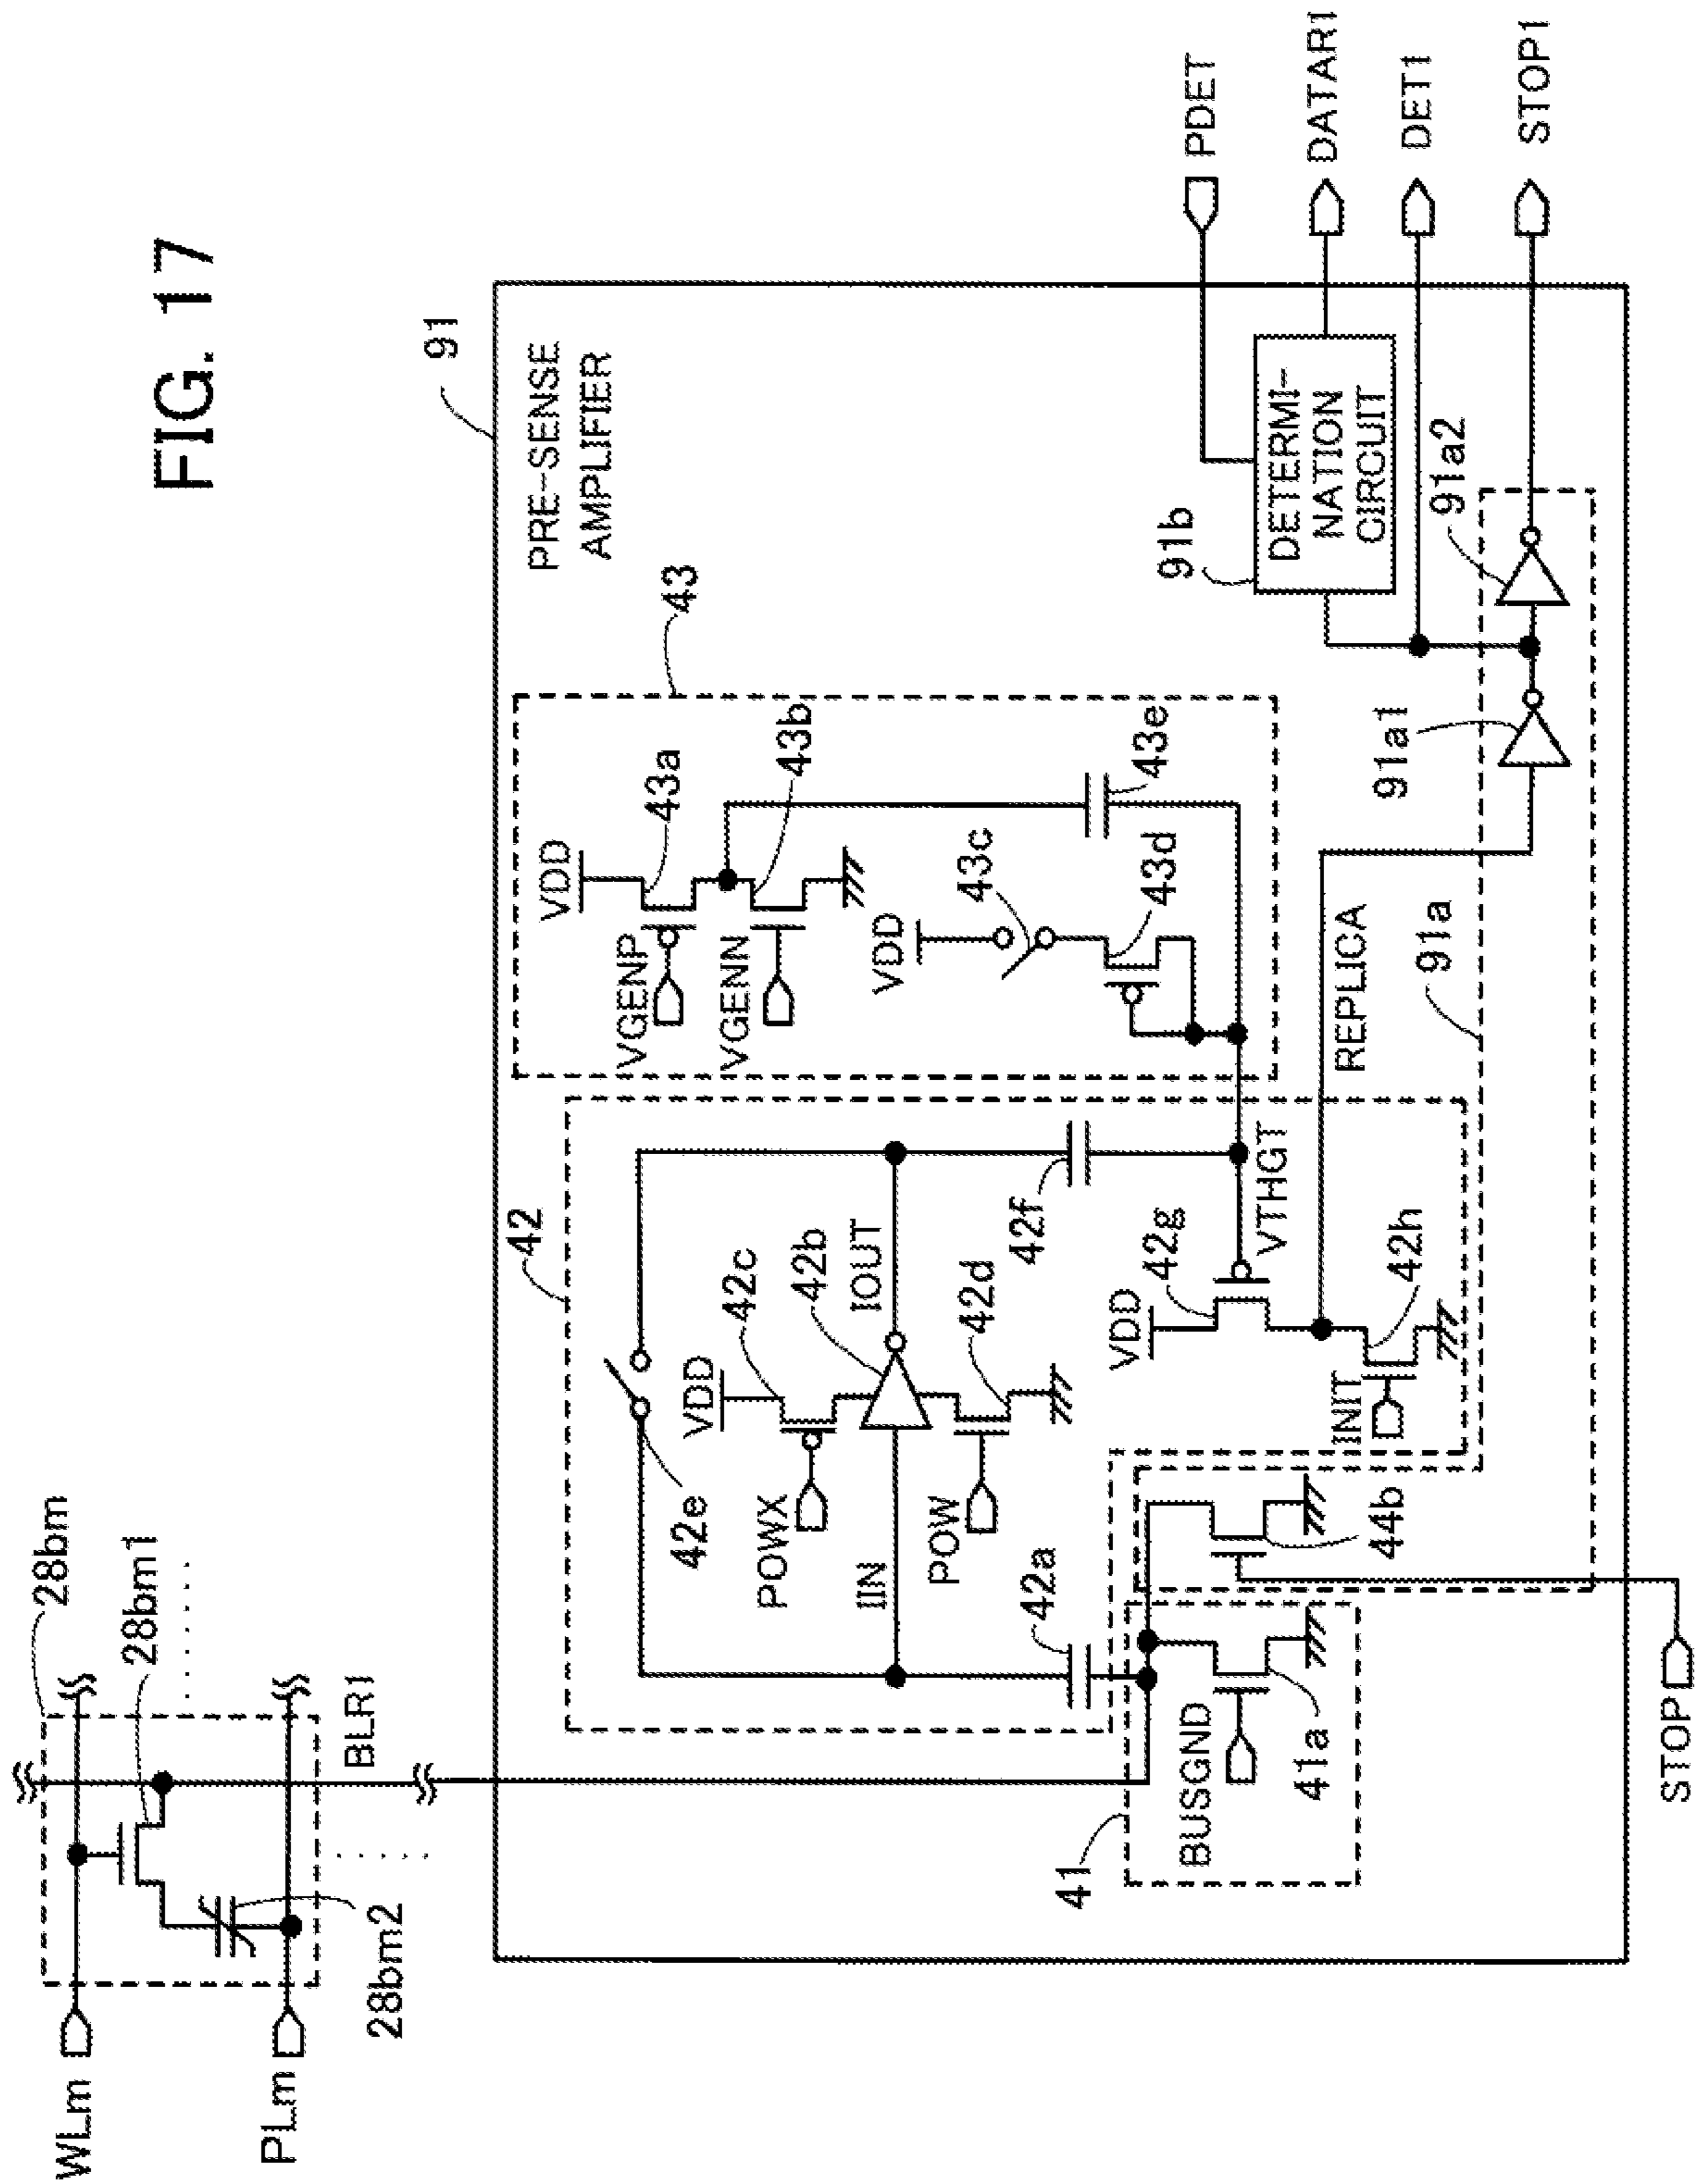 FIG. 17
WLm
PLm
28bm
28bm1
28bm2
BLR1
91
PRE-SENSE
AMPLIFIER
42
42e
POWX
VDD
42c
42b
IIN
IOUT
POW
42d
42a
42f
VDD
42g
VTHGT
INIT
42h
43
VDD
43a
VGENP
VGENN
43b
VDD
43c
43d
43e
REPLICA
41
BUSGND
41a
44b
STOP
91a
91a1
91a2
91b
DETERMI-
NATION
CIRCUIT
PDET
DATAR1
DET1
STOP1